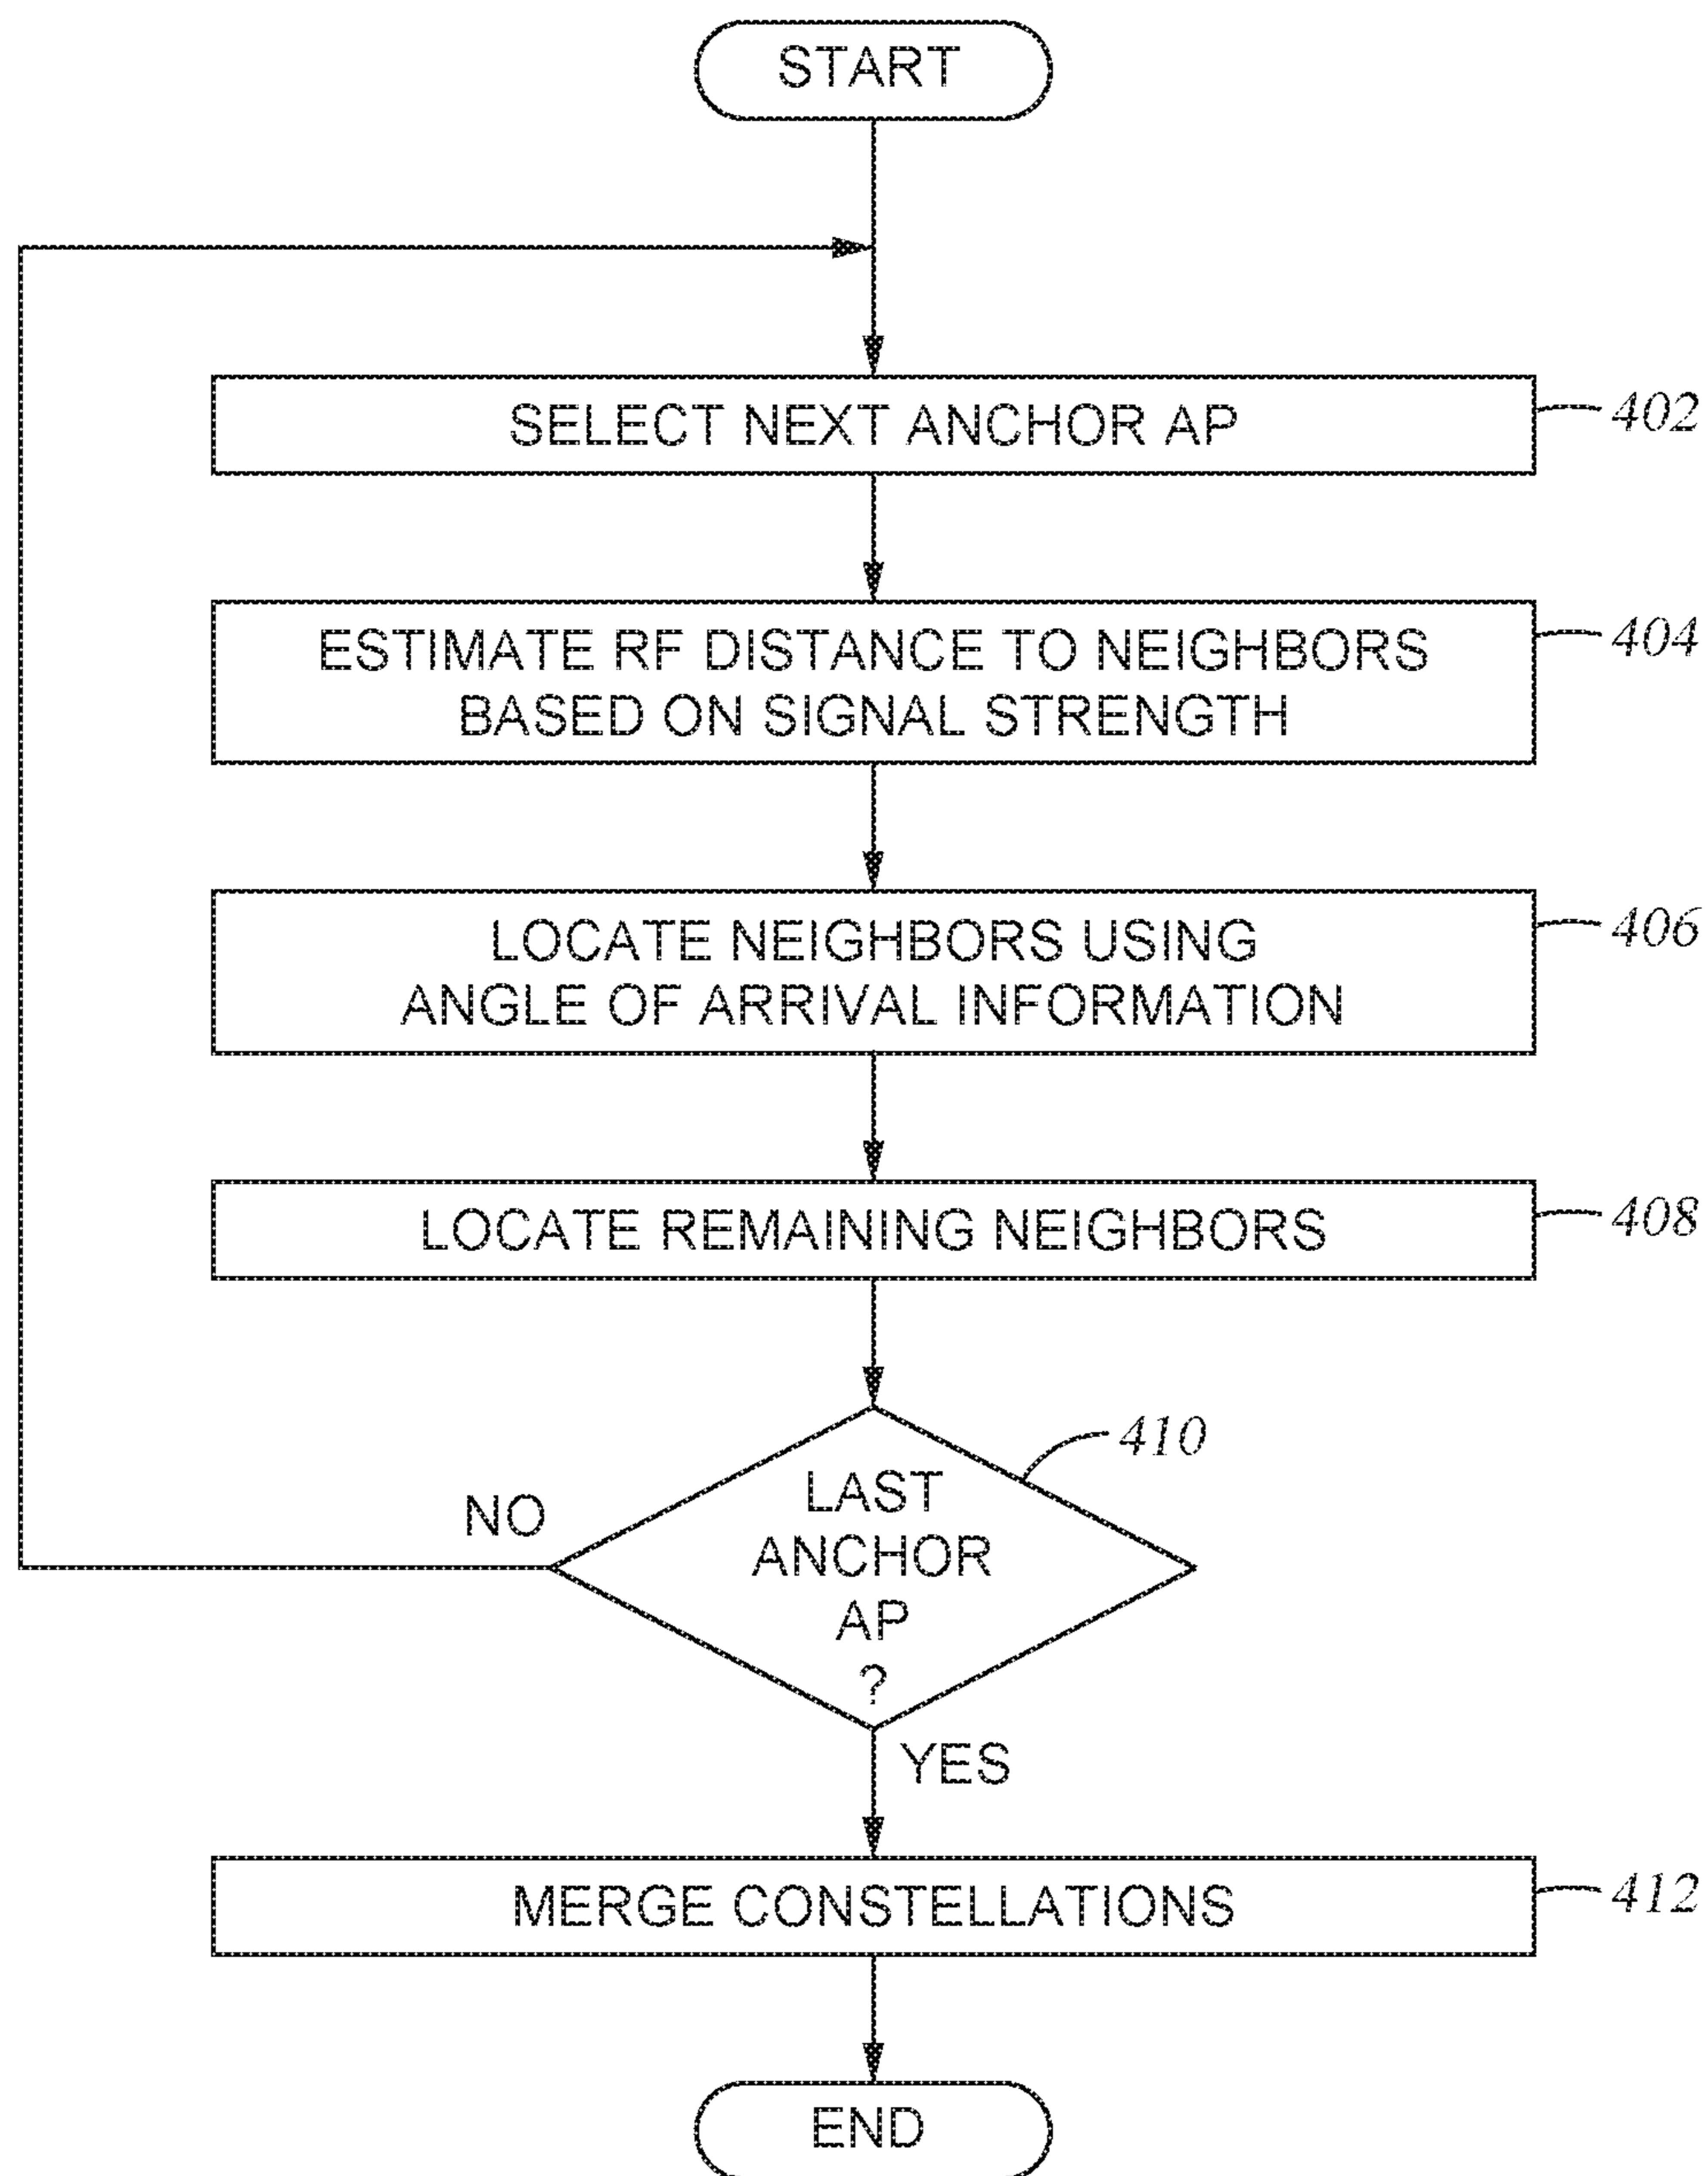 START
SELECT NEXT ANCHOR AP
402
ESTIMATE RF DISTANCE TO NEIGHBORS
BASED ON SIGNAL STRENGTH
404
LOCATE NEIGHBORS USING
ANGLE OF ARRIVAL INFORMATION
406
LOCATE REMAINING NEIGHBORS
408
410
LAST
ANCHOR
AP
?
NO
YES
MERGE CONSTELLATIONS
412
END